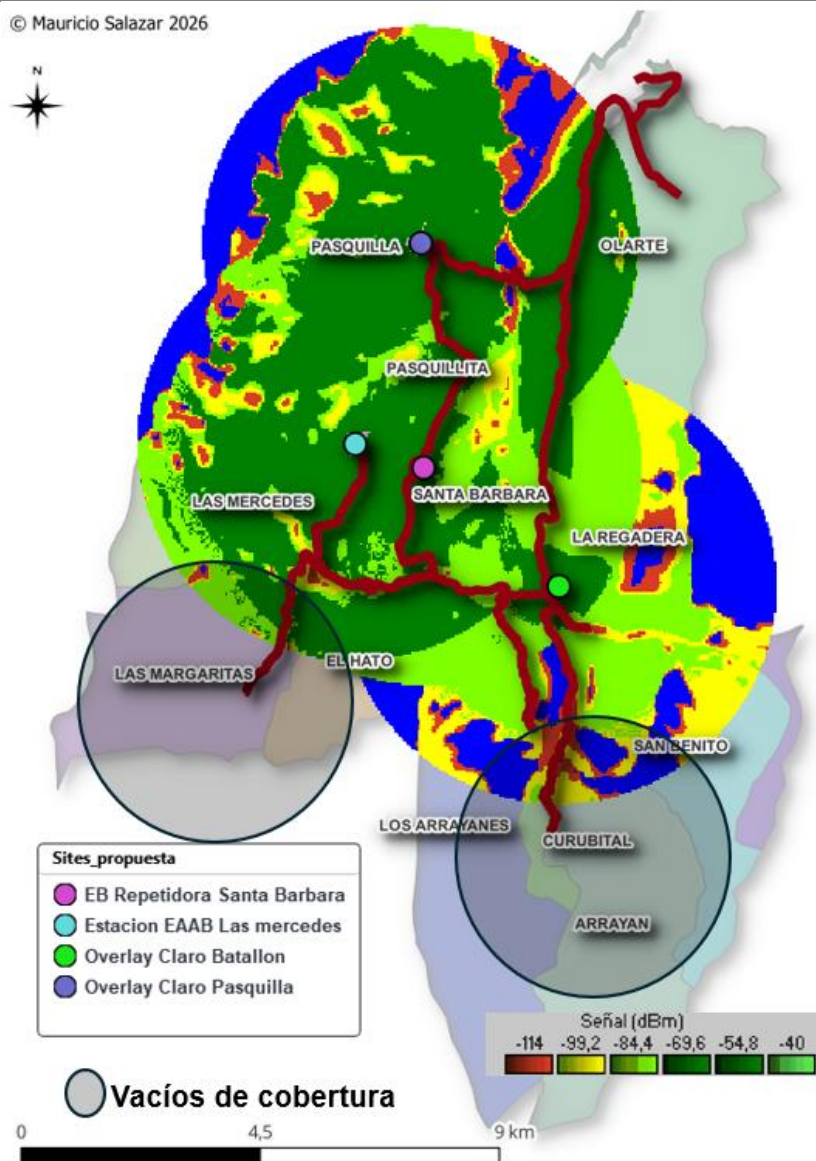 © Mauricio Salazar 2026
N
PASQUILLA
OLARTE
PASQUILLITA
LAS MERCEDES
SANTA BARBARA
LA REGADERA
EL HATO
LAS MARGARITAS
SAN BENITO
LOS ARRAYANES
CURUBITAL
ARRAYAN
Sites_propuesta
EB Repetidora Santa Barbara
Estacion EAAB Las mercedes
Overlay Claro Batallon
Overlay Claro Pasquilla
Señal (dBm)
-114 -99,2 -84,4 -69,6 -54,8 -40
Vacíos de cobertura
0 4,5 9 km